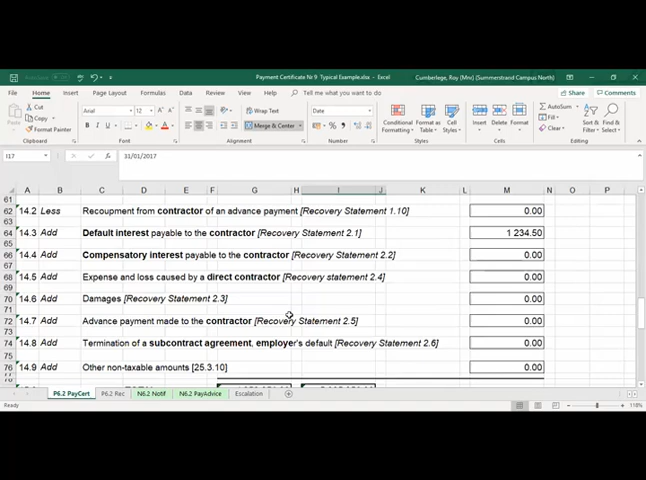 Payment Certificate Nr 9 Typical Example.xlsx - Excel
Cumberlege, Roy (Mnr) (Summerstrand Campus North)
File Home Insert Page Layout Formulas Data Review View Help Tell me what you want to do Share Comments
Cut
Copy
Format Painter
Clipboard
Arial 12
B I U
Font
Wrap Text
Merge & Center
Alignment
Date
Number
Conditional Formatting
Format as Table
Cell Styles
Styles
Insert Delete Format
Cells
AutoSum
Fill
Clear
Sort & Filter
Find & Select
Editing
I17 31/01/2017
A B C D E F G H I J K L M N O P
61
62 14.2 Less Recoupment from contractor of an advance payment [Recovery Statement 1.10] 0.00
63
64 14.3 Add Default interest payable to the contractor [Recovery Statement 2.1] 1 234.50
65
66 14.4 Add Compensatory interest payable to the contractor [Recovery Statement 2.2] 0.00
67
68 14.5 Add Expense and loss caused by a direct contractor [Recovery statement 2.4] 0.00
69
70 14.6 Add Damages [Recovery Statement 2.3] 0.00
71
72 14.7 Add Advance payment made to the contractor [Recovery Statement 2.5] 0.00
73
74 14.8 Add Termination of a subcontract agreement, employer's default [Recovery Statement 2.6] 0.00
75
76 14.9 Add Other non-taxable amounts [25.3.10] 0.00
P6.2 PayCert P6.2 Rec N6.2 Notif N6.2 PayAdvice Escalation
Ready 118%